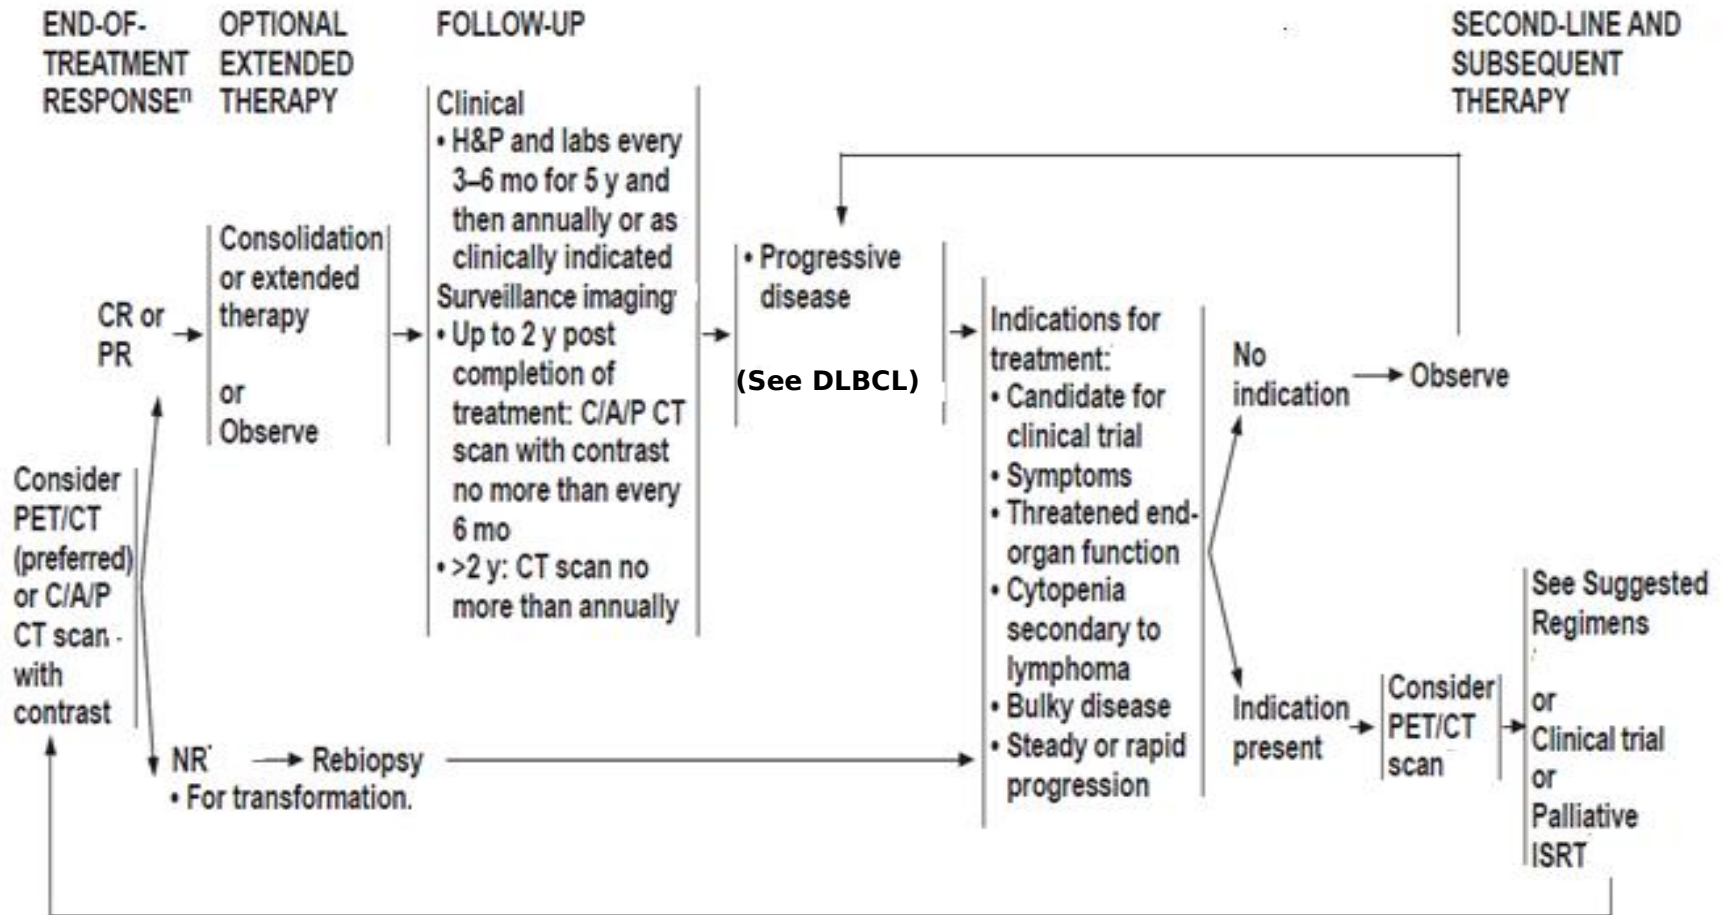 END-OF-
TREATMENT
RESPONSEⁿ
OPTIONAL
EXTENDED
THERAPY
FOLLOW-UP
SECOND-LINE AND
SUBSEQUENT
THERAPY
Consider
PET/CT
(preferred)
or C/A/P
CT scan
with
contrast
CR or
PR
Consolidation
or extended
therapy
or
Observe
Clinical
• H&P and labs every
3–6 mo for 5 y and
then annually or as
clinically indicated
Surveillance imaging
• Up to 2 y post
completion of
treatment: C/A/P CT
scan with contrast
no more than every
6 mo
• >2 y: CT scan no
more than annually
• Progressive
disease
(See DLBCL)
NR
• For transformation.
Rebiopsy
Indications for
treatment:
• Candidate for
clinical trial
• Symptoms
• Threatened end-
organ function
• Cytopenia
secondary to
lymphoma
• Bulky disease
• Steady or rapid
progression
No
indication
Observe
Indication
present
Consider
PET/CT
scan
See Suggested
Regimens
or
Clinical trial
or
Palliative
ISRT